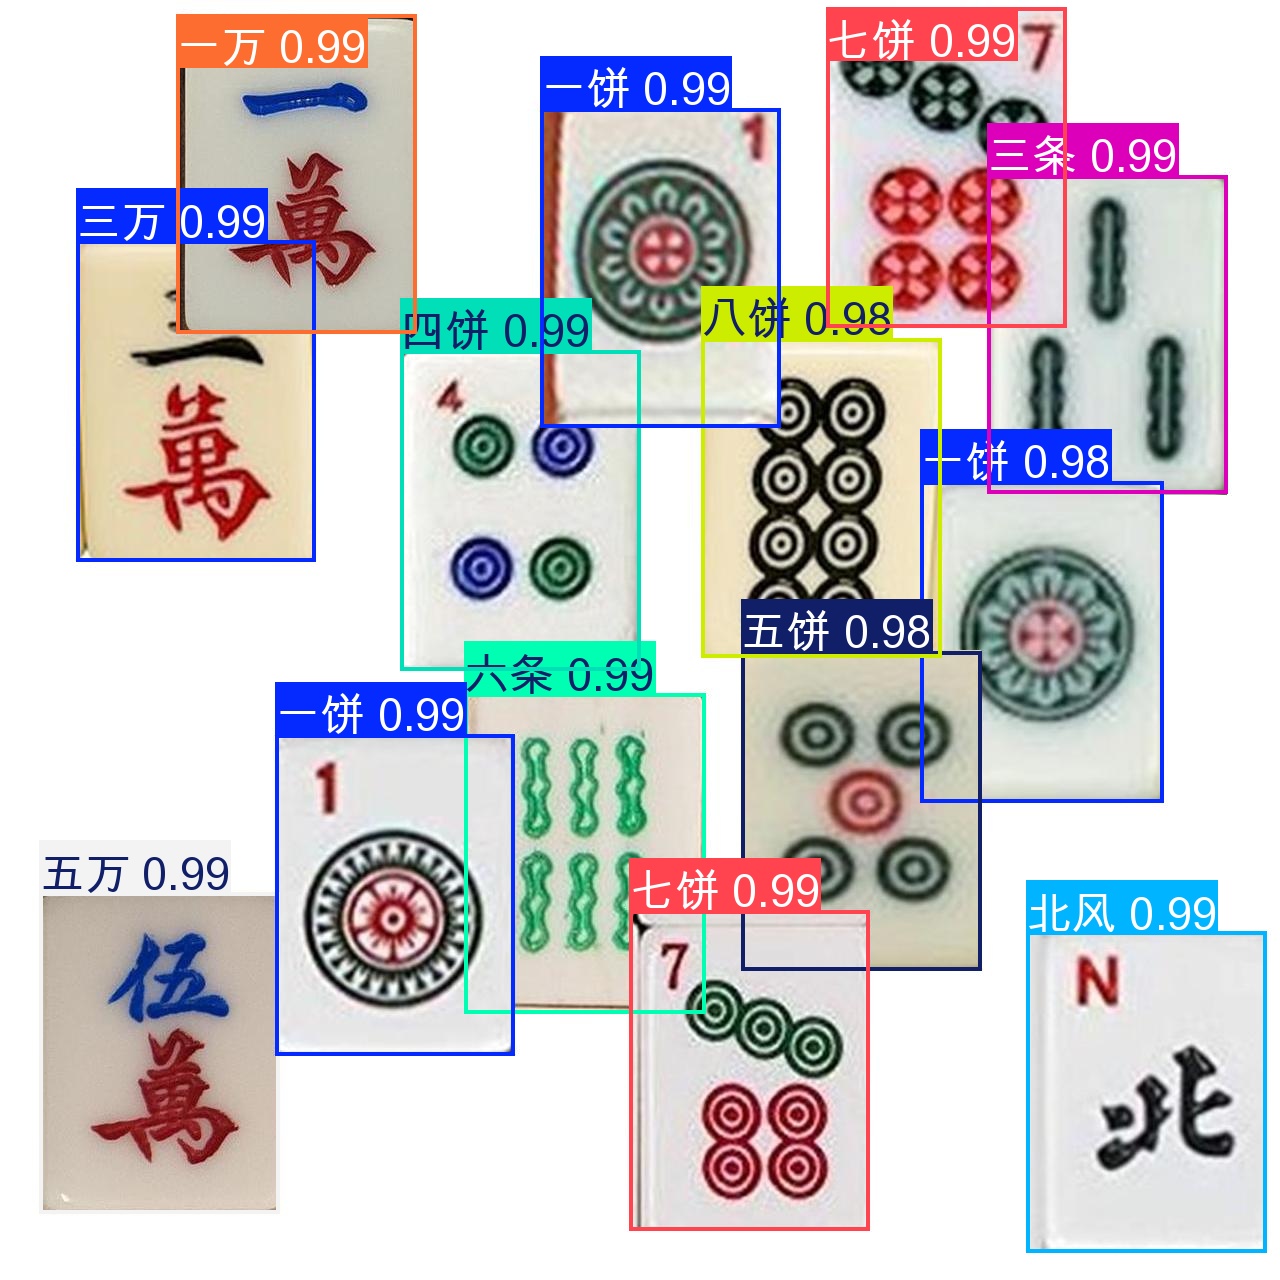 一万 0.99
一
萬
七饼 0.99
7
一饼 0.99
1
三条 0.99
三万 0.99
萬
四饼 0.99
4
八饼 0.98
一饼 0.98
五饼 0.98
六条 0.99
一饼 0.99
1
五万 0.99
伍
萬
七饼 0.99
7
北风 0.99
N
北